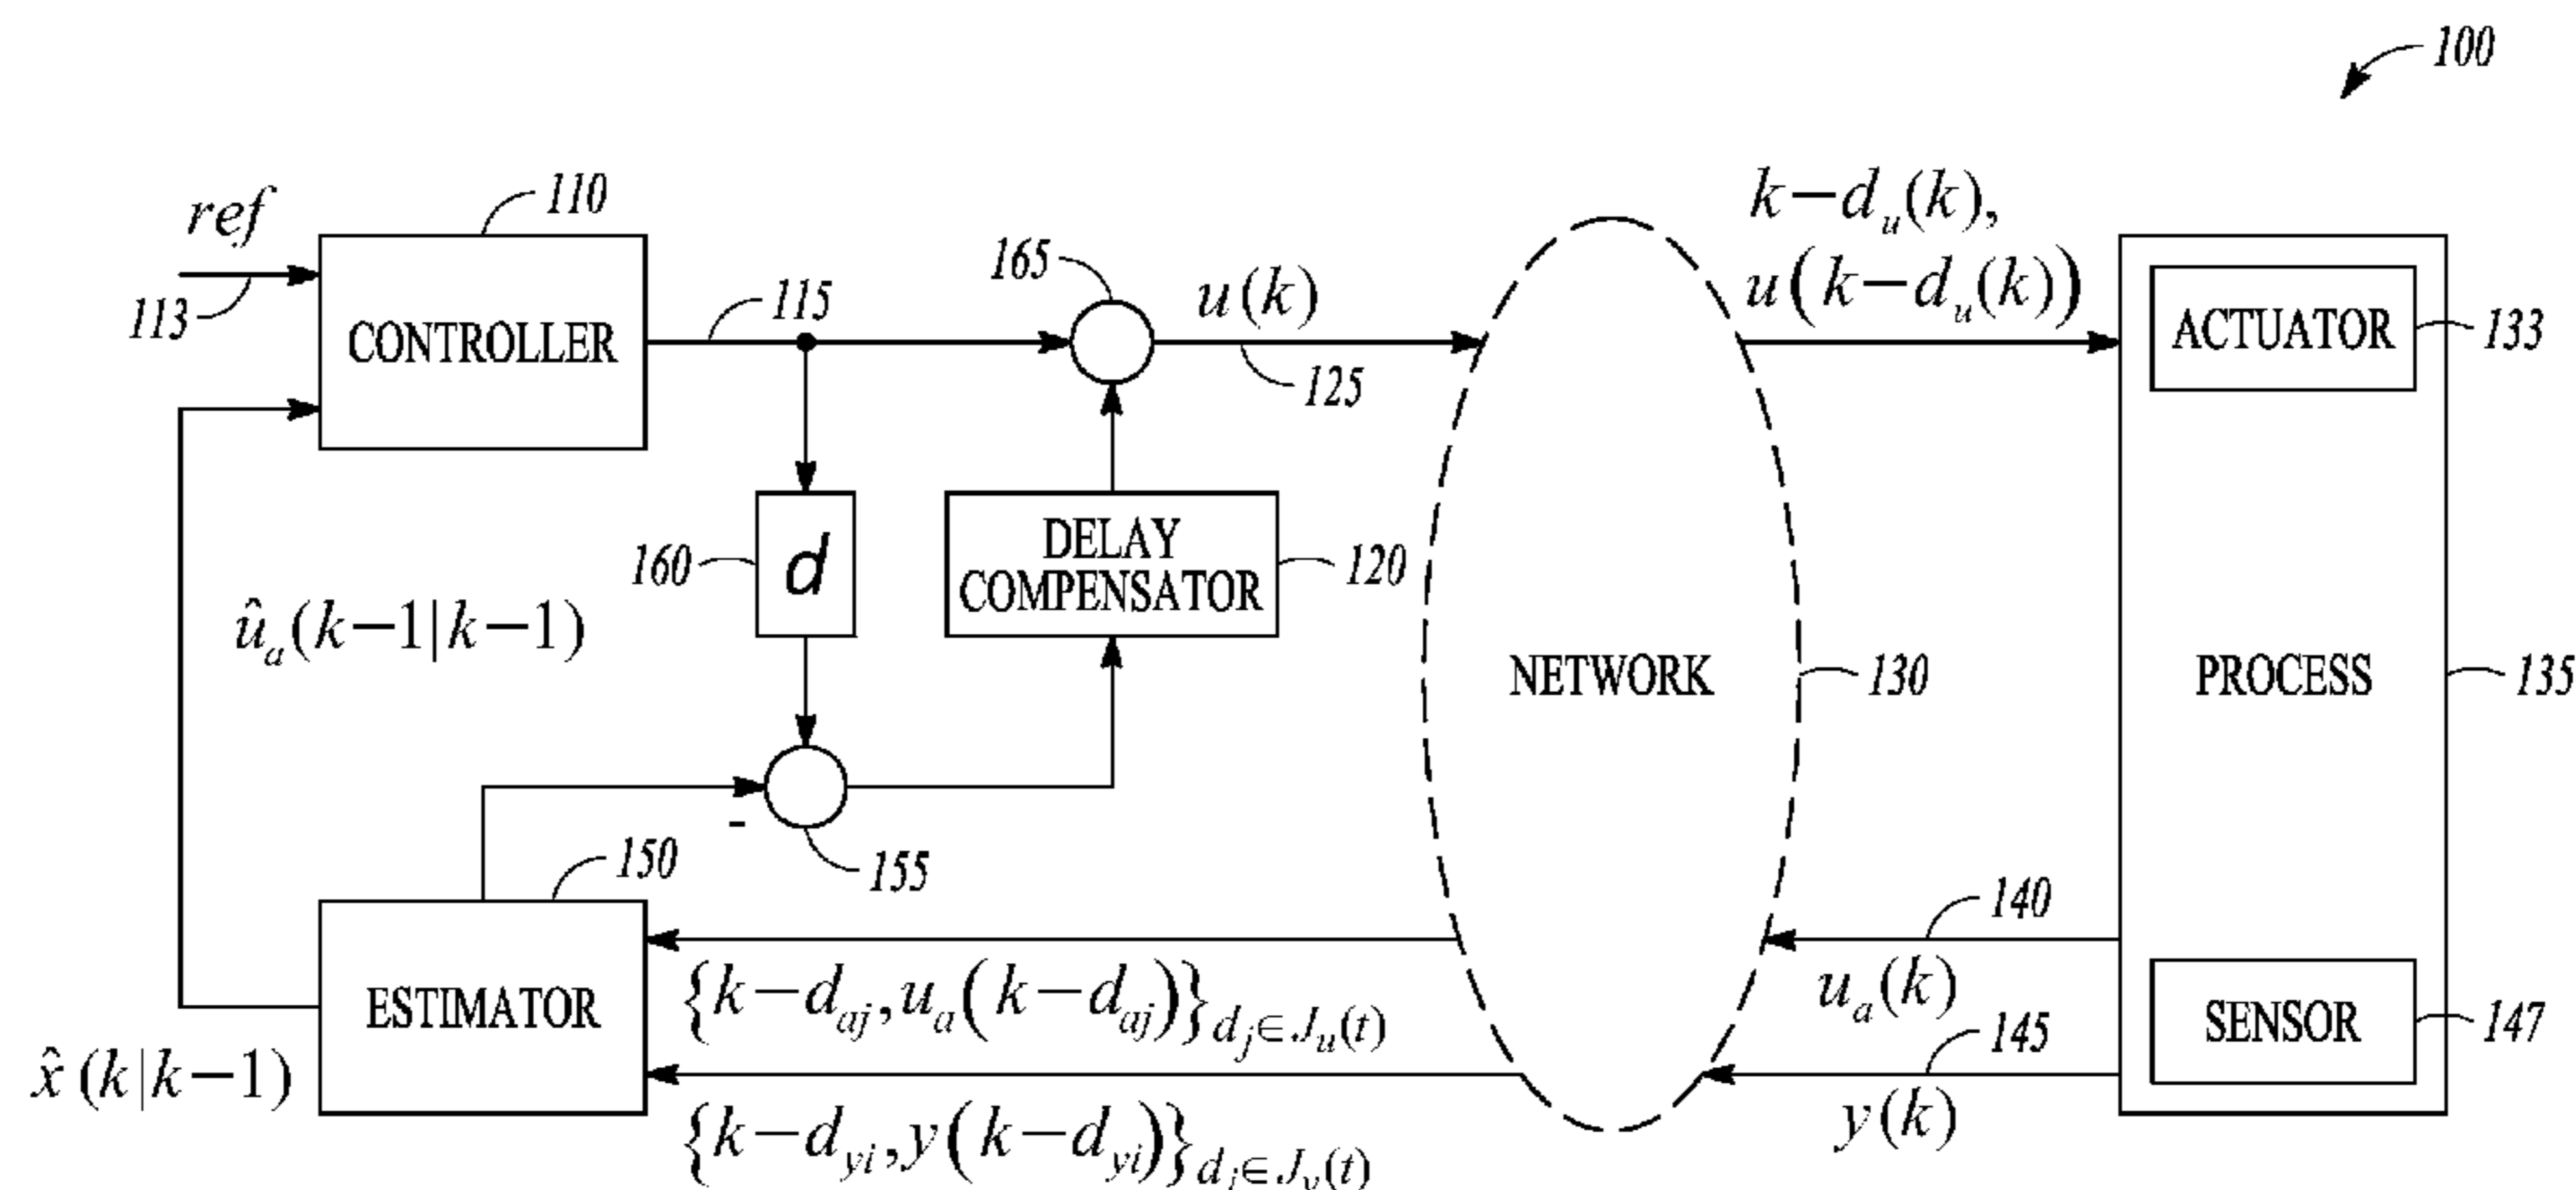 100
ref
113
110
CONTROLLER
115
165
u(k)
125
k−d_u(k),
u(k−d_u(k))
ACTUATOR
133
160
d
DELAY
COMPENSATOR
120
û_a(k−1|k−1)
NETWORK
130
PROCESS
135
-
155
150
ESTIMATOR
x̂(k|k−1)
{k−d_aj, u_a(k−d_aj)}_{d_j∈J_u(t)}
{k−d_yi, y(k−d_yi)}_{d_i∈J_y(t)}
140
u_a(k)
145
y(k)
SENSOR
147